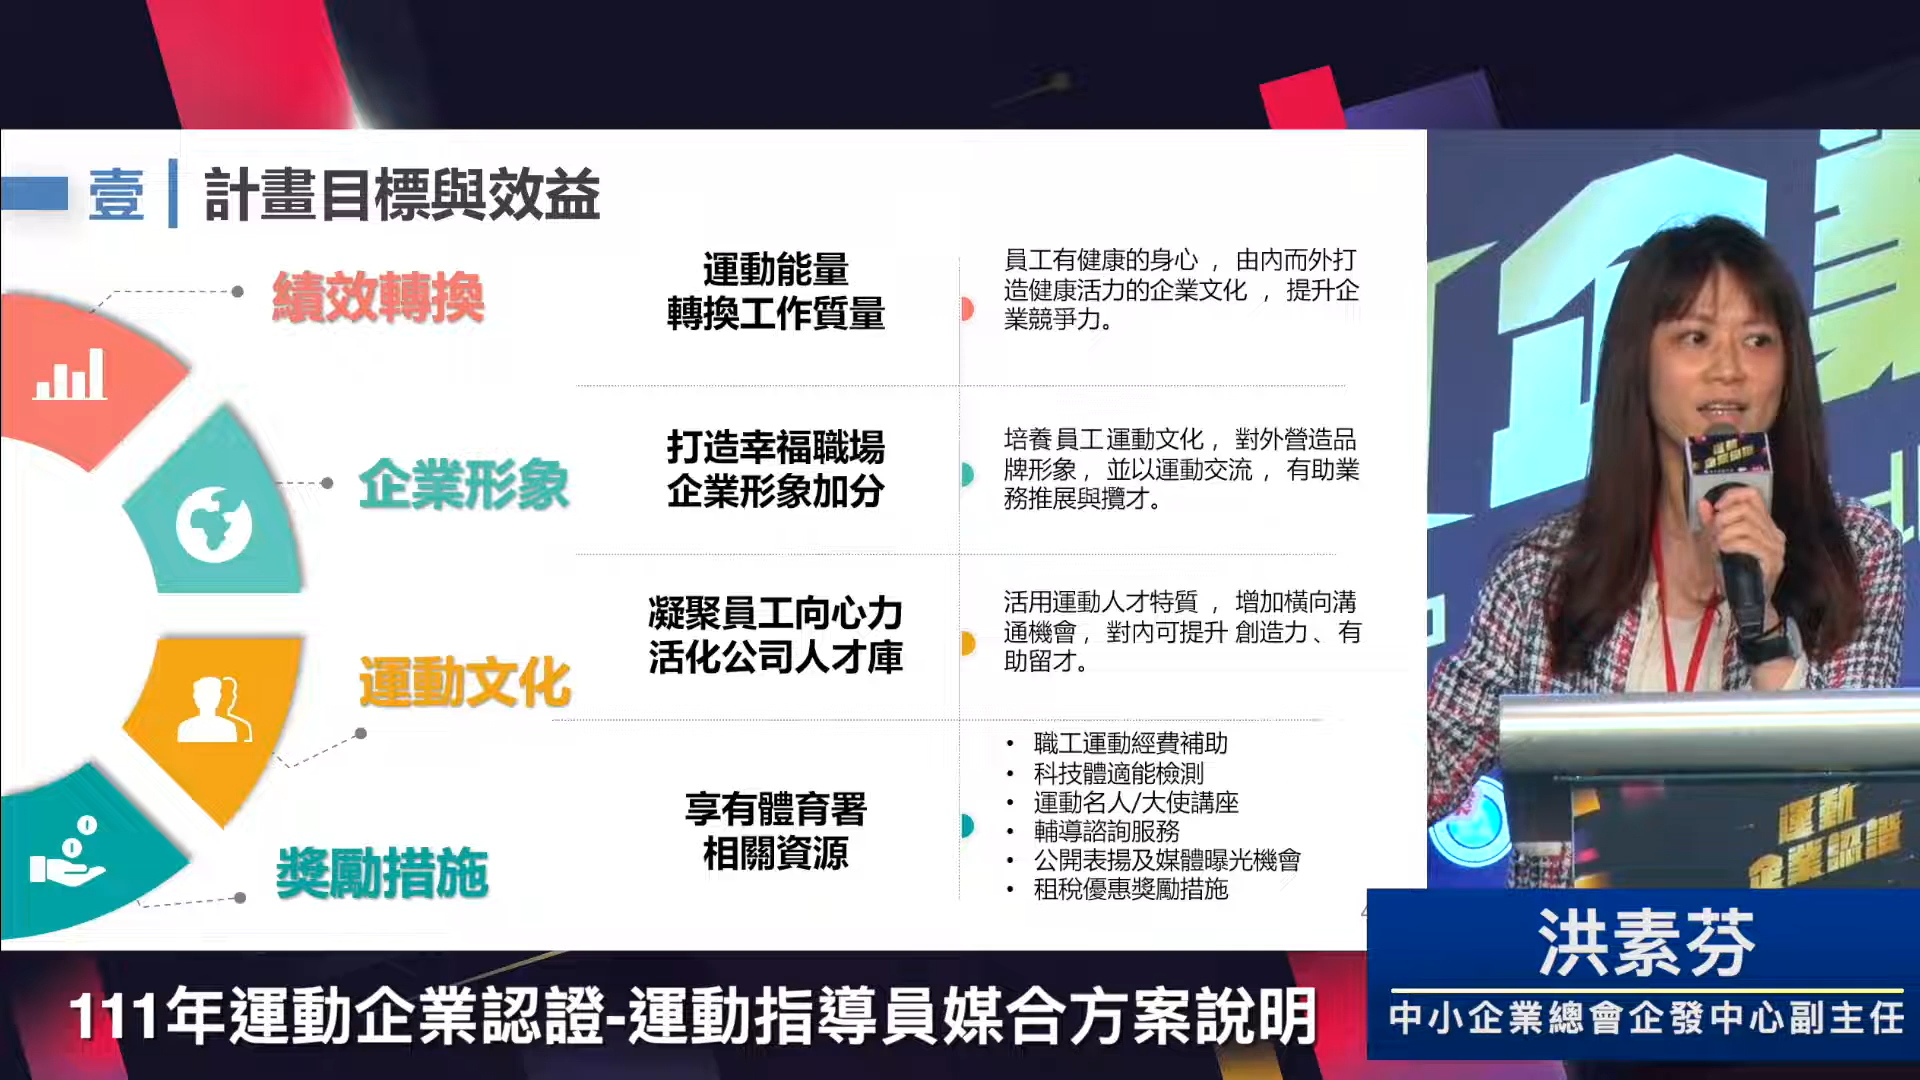 壹 計畫目標與效益
績效轉換
運動能量
轉換工作質量
員工有健康的身心，由內而外打
造健康活力的企業文化，提升企
業競爭力。
企業形象
打造幸福職場
企業形象加分
培養員工運動文化，對外營造品
牌形象，並以運動交流，有助業
務推展與攬才。
運動文化
凝聚員工向心力
活化公司人才庫
活用運動人才特質，增加橫向溝
通機會，對內可提升 創造力、有
助留才。
獎勵措施
享有體育署
相關資源
• 職工運動經費補助
• 科技體適能檢測
• 運動名人/大使講座
• 輔導諮詢服務
• 公開表揚及媒體曝光機會
• 租稅優惠獎勵措施
運動
企業認證
洪素芬
中小企業總會企發中心副主任
111年運動企業認證-運動指導員媒合方案說明